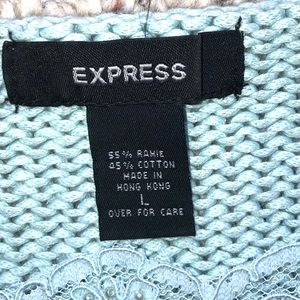 EXPRESS
55% RAMIE
45% COTTON
MADE IN
HONG KONG
L
OVER FOR CARE